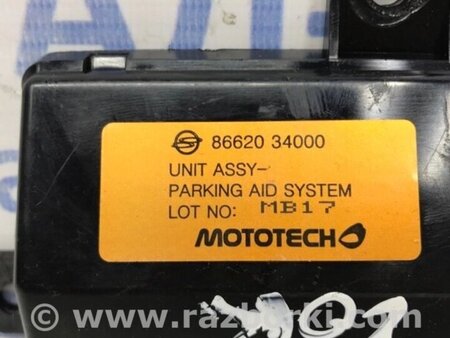 86620 34000
UNIT ASSY-
PARKING AID SYSTEM
LOT NO: MB17
MOTOTECH
www.razborki.com